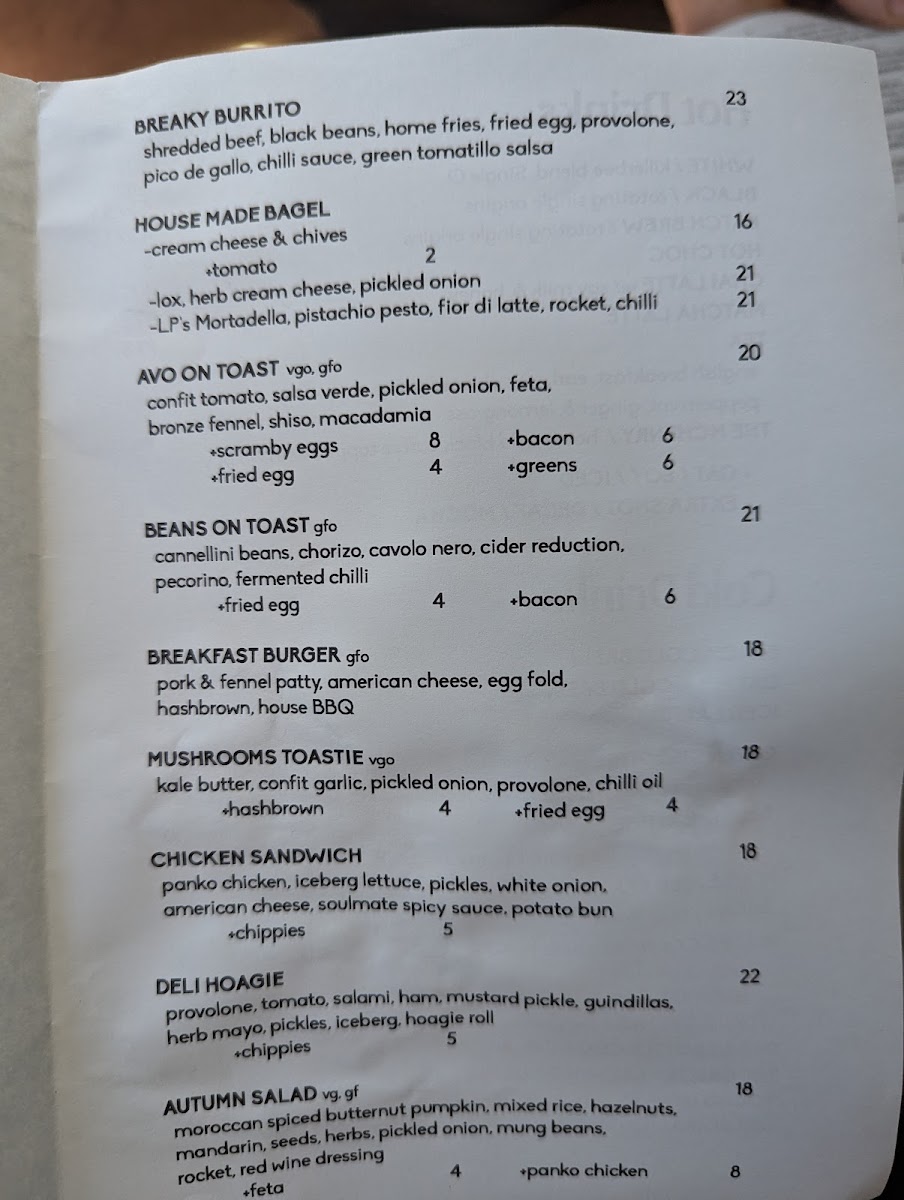 BREAKY BURRITO 23
shredded beef, black beans, home fries, fried egg, provolone,
pico de gallo, chilli sauce, green tomatillo salsa
HOUSE MADE BAGEL
-cream cheese & chives 16
+tomato 2
-lox, herb cream cheese, pickled onion 21
-LP's Mortadella, pistachio pesto, fior di latte, rocket, chilli 21
AVO ON TOAST vgo, gfo 20
confit tomato, salsa verde, pickled onion, feta,
bronze fennel, shiso, macadamia
+scramby eggs 8 +bacon 6
+fried egg 4 +greens 6
BEANS ON TOAST gfo 21
cannellini beans, chorizo, cavolo nero, cider reduction,
pecorino, fermented chilli
+fried egg 4 +bacon 6
BREAKFAST BURGER gfo 18
pork & fennel patty, american cheese, egg fold,
hashbrown, house BBQ
MUSHROOMS TOASTIE vgo 18
kale butter, confit garlic, pickled onion, provolone, chilli oil
+hashbrown 4 +fried egg 4
CHICKEN SANDWICH 18
panko chicken, iceberg lettuce, pickles, white onion,
american cheese, soulmate spicy sauce, potato bun
+chippies 5
DELI HOAGIE 22
provolone, tomato, salami, ham, mustard pickle, guindillas,
herb mayo, pickles, iceberg, hoagie roll
+chippies 5
AUTUMN SALAD vg, gf 18
moroccan spiced butternut pumpkin, mixed rice, hazelnuts,
mandarin, seeds, herbs, pickled onion, mung beans,
rocket, red wine dressing
+feta 4 +panko chicken 8